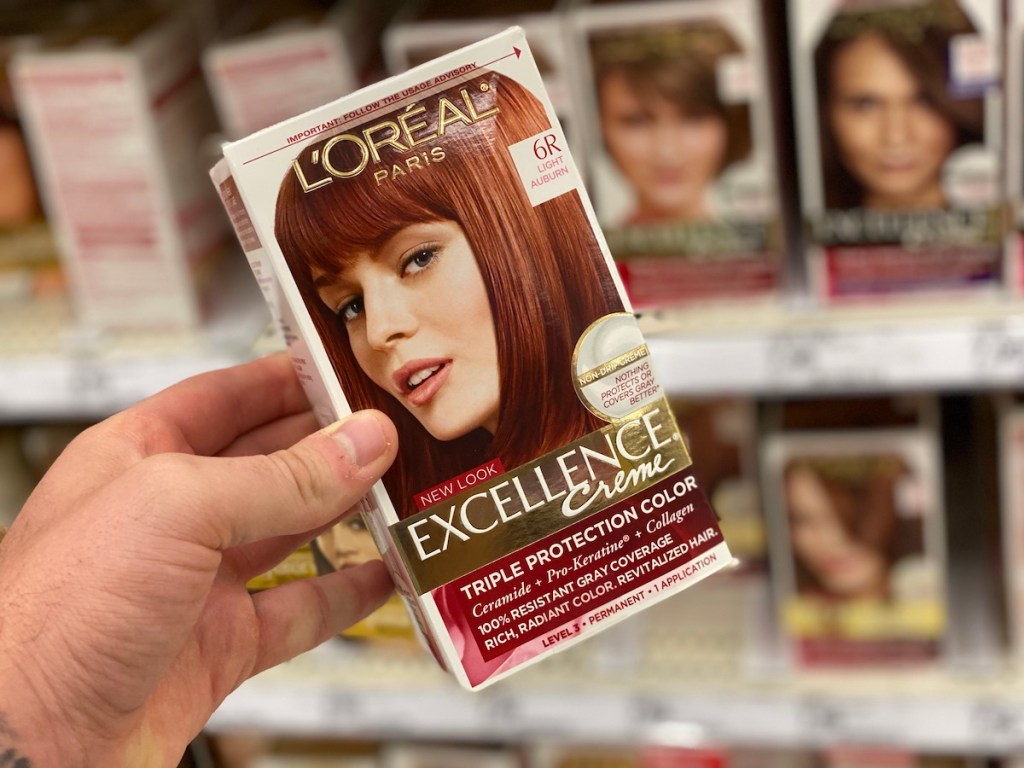 IMPORTANT: FOLLOW THE USAGE ADVISORY
L'ORÉAL®
PARIS
6R
LIGHT
AUBURN
NON-DRIP CRÈME
NOTHING
PROTECTS OR
COVERS GRAY
BETTER*
NEW LOOK
EXCELLENCE®
Creme
TRIPLE PROTECTION COLOR
Ceramide + Pro-Keratine® + Collagen
100% RESISTANT GRAY COVERAGE
RICH, RADIANT COLOR. REVITALIZED HAIR.
LEVEL 3 • PERMANENT • 1 APPLICATION